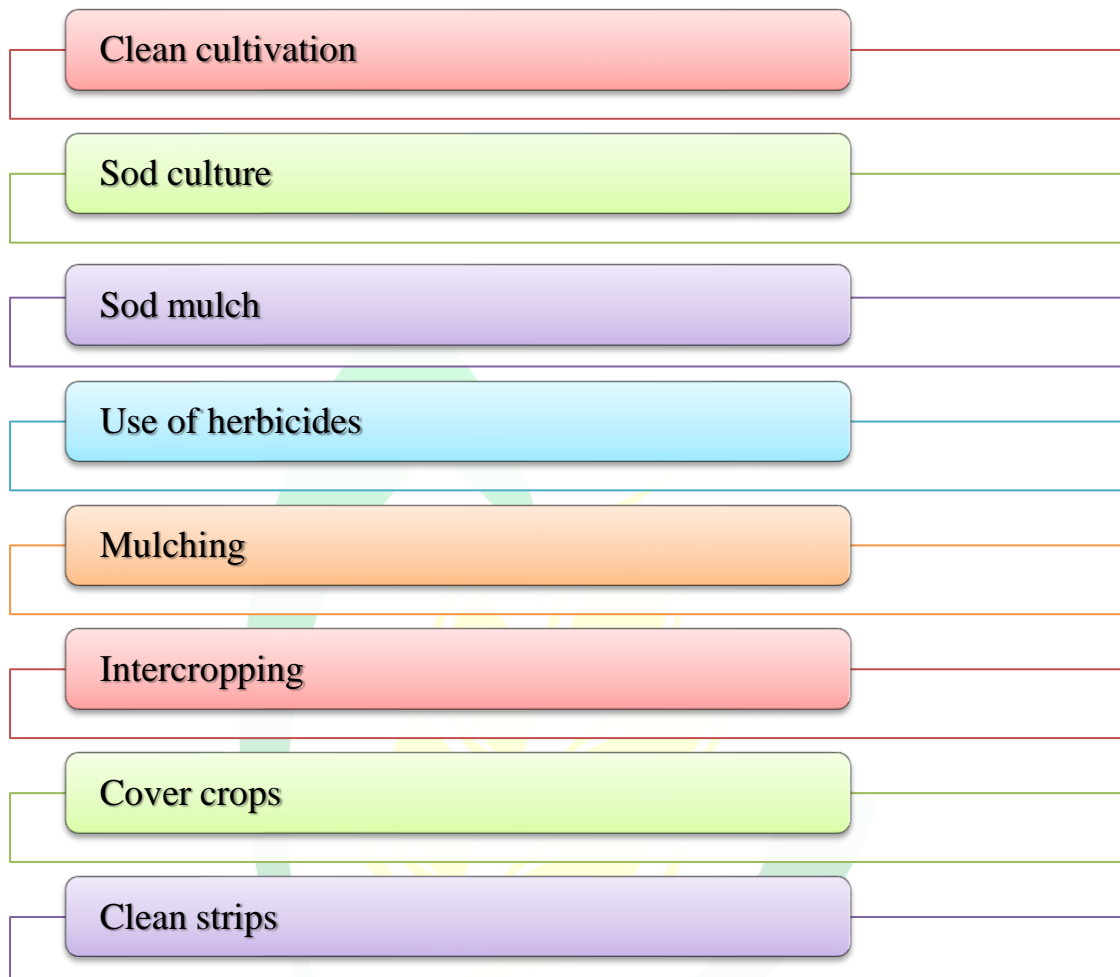 Clean cultivation
Sod culture
Sod mulch
Use of herbicides
Mulching
Intercropping
Cover crops
Clean strips